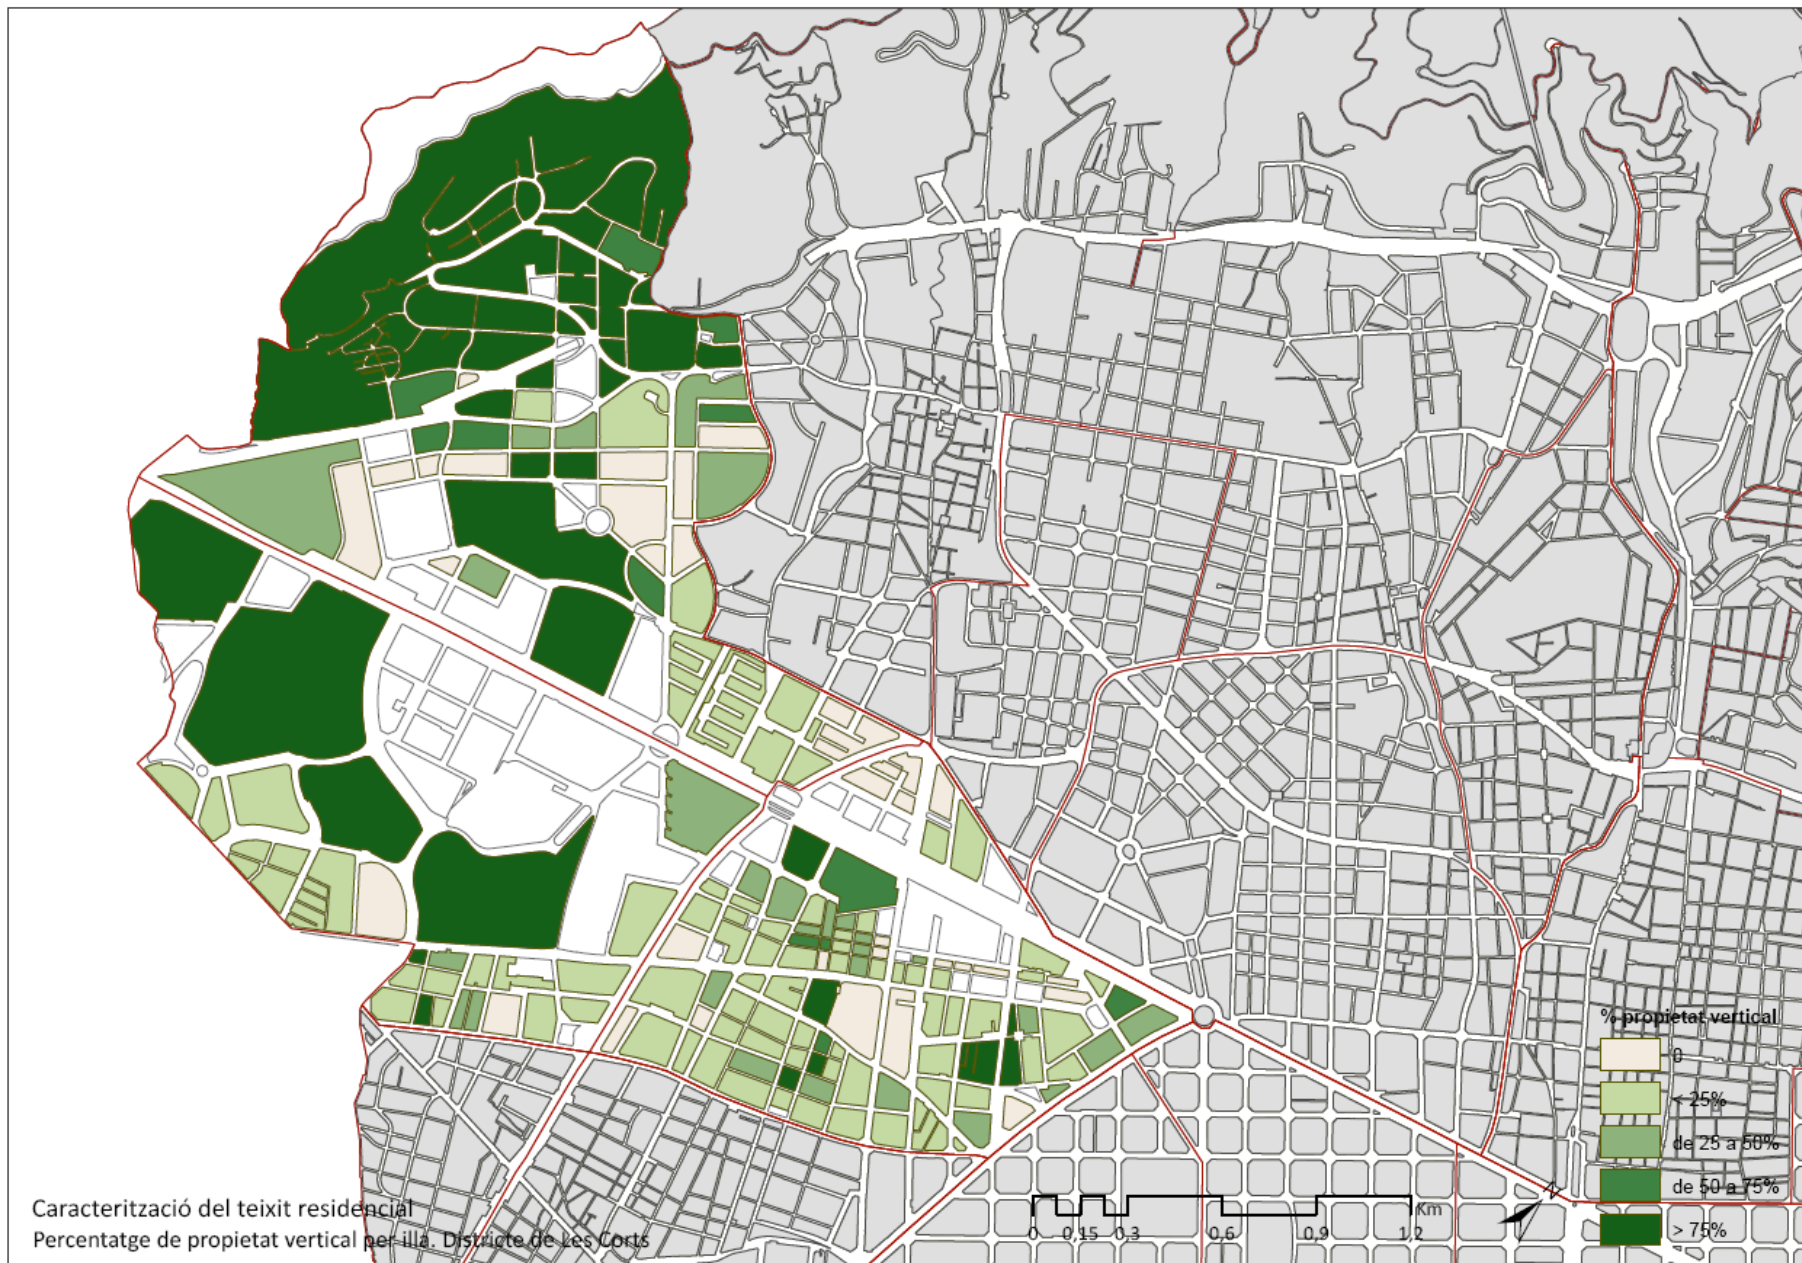 % propietat vertical
0
< 25%
de 25 a 50%
de 50 a 75%
> 75%
N
Km
0 0,15 0,3 0,6 0,9 1,2
Caracterització del teixit residencial
Percentatge de propietat vertical per illa. Districte de Les Corts